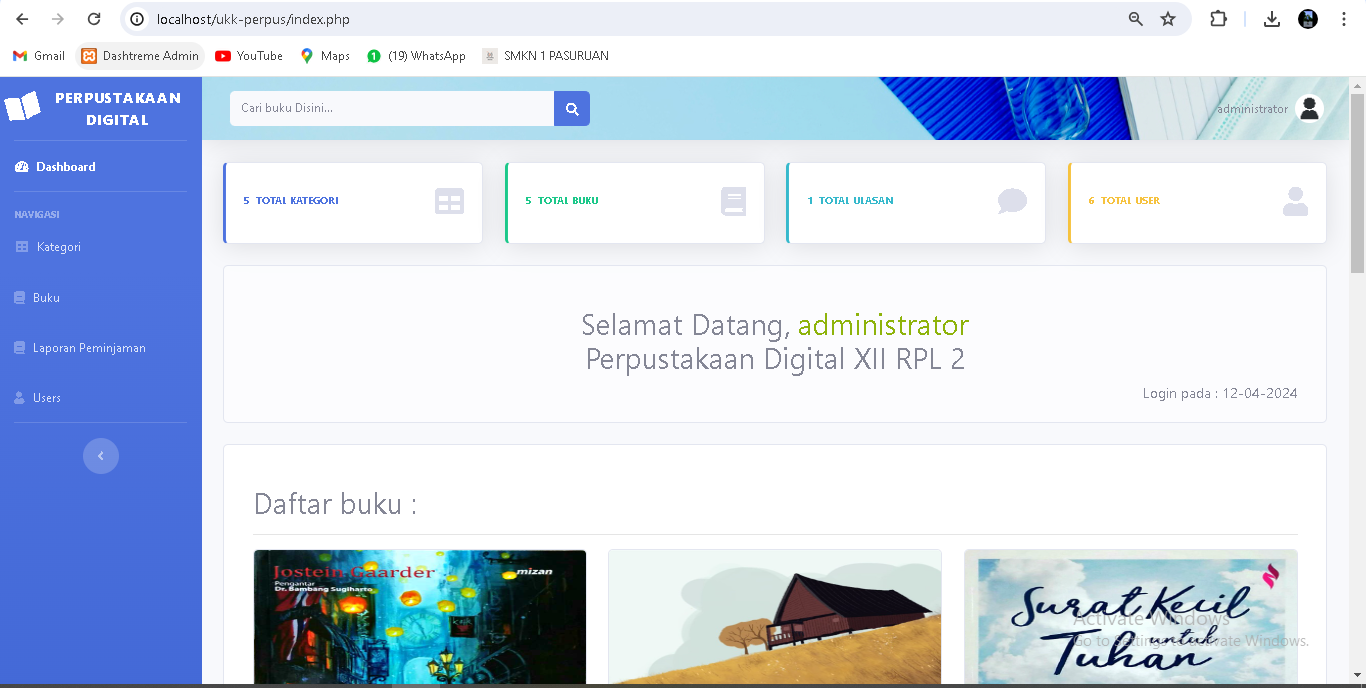 localhost/ukk-perpus/index.php
Gmail
Dashtreme Admin
YouTube
Maps
1
(19) WhatsApp
SMKN 1 PASURUAN
PERPUSTAKAAN
DIGITAL
Cari buku Disini...
administrator
Dashboard
NAVIGASI
Kategori
Buku
Laporan Peminjaman
Users
5 TOTAL KATEGORI
5 TOTAL BUKU
1 TOTAL ULASAN
6 TOTAL USER
Selamat Datang, administrator
Perpustakaan Digital XII RPL 2
Login pada : 12-04-2024
Daftar buku :
Jostein Gaarder
mizan
Pengantar
Dr. Bambang Sugiharto
Surat Kecil
untuk
Tuhan
Activate Windows
Go to Settings to activate Windows.